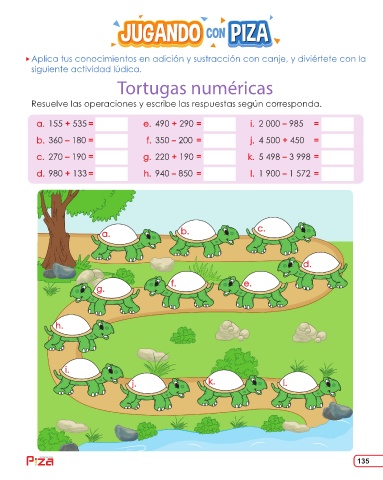 JUGANDO CON PIZA
Aplica tus conocimientos en adición y sustracción con canje, y diviértete con la
siguiente actividad lúdica.
Tortugas numéricas
Resuelve las operaciones y escribe las respuestas según corresponda.
a. 155 + 535 = e. 490 + 290 = i. 2 000 – 985 =
b. 360 – 180 = f. 350 – 200 = j. 4 500 + 450 =
c. 270 – 190 = g. 220 + 190 = k. 5 498 – 3 998 =
d. 980 + 133 = h. 940 – 850 = l. 1 900 – 1 572 =
a. b. c.
d.
g. f. e.
h.
i. j. k. l.
Piza 135